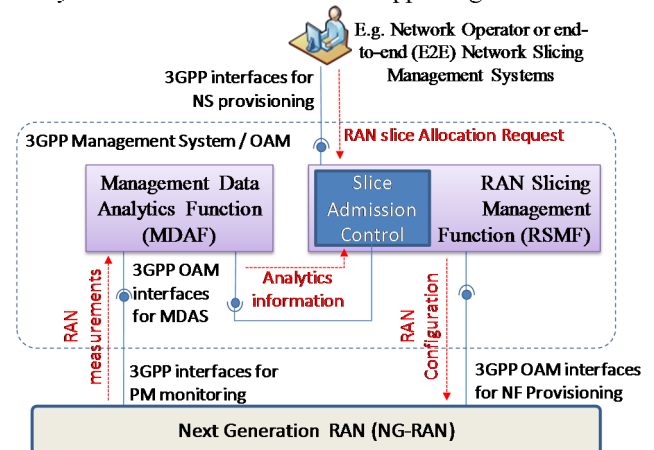 E.g. Network Operator or end-
to-end (E2E) Network Slicing
Management Systems
3GPP interfaces for
NS provisioning
RAN slice Allocation Request
3GPP Management System / OAM
Management Data
Analytics Function
(MDAF)
Slice
Admission
Control
RAN Slicing
Management
Function (RSMF)
3GPP OAM
interfaces
for MDAS
Analytics
information
RAN
measurements
RAN
Configuration
3GPP interfaces for
PM monitoring
3GPP OAM interfaces
for NF Provisioning
Next Generation RAN (NG-RAN)